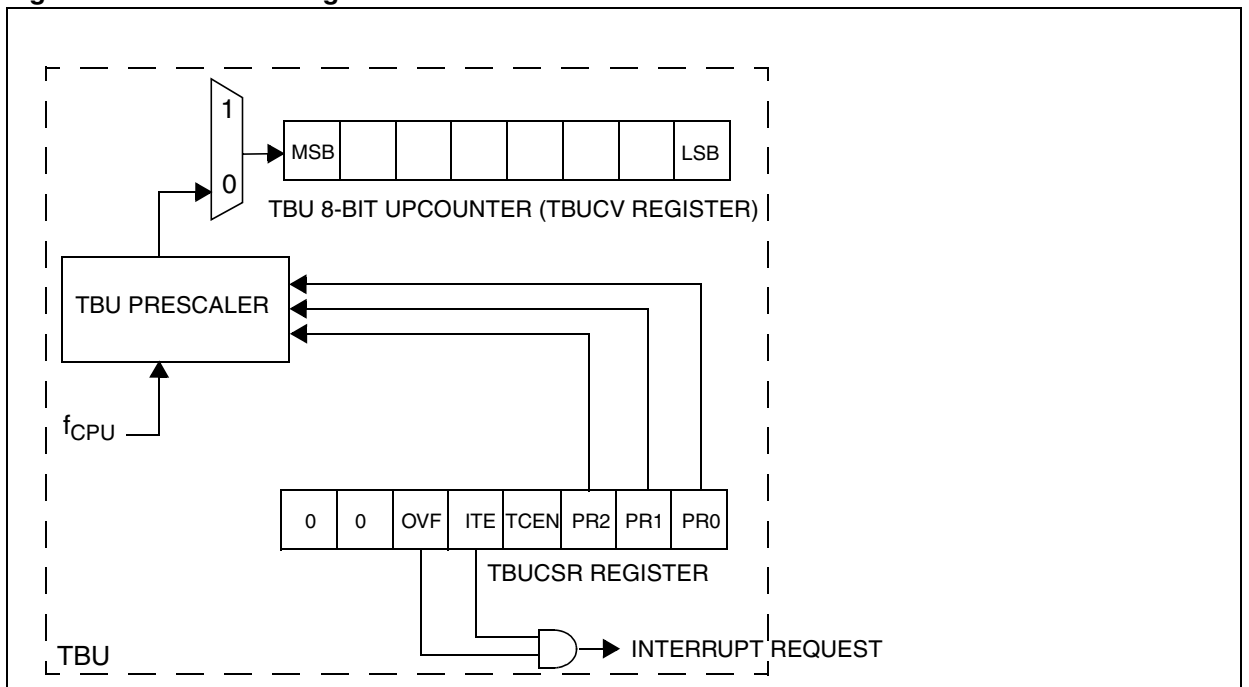 1
MSB
LSB
0
TBU 8-BIT UPCOUNTER (TBUCV REGISTER)
TBU PRESCALER
fCPU
0 0 OVF ITE TCEN PR2 PR1 PR0
TBUCSR REGISTER
INTERRUPT REQUEST
TBU